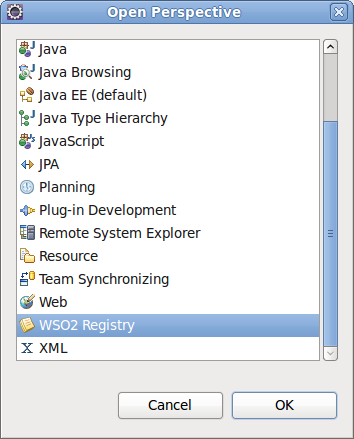 Open Perspective
Java
Java Browsing
Java EE (default)
Java Type Hierarchy
JavaScript
JPA
Planning
Plug-in Development
Remote System Explorer
Resource
Team Synchronizing
Web
WSO2 Registry
XML
Cancel
OK